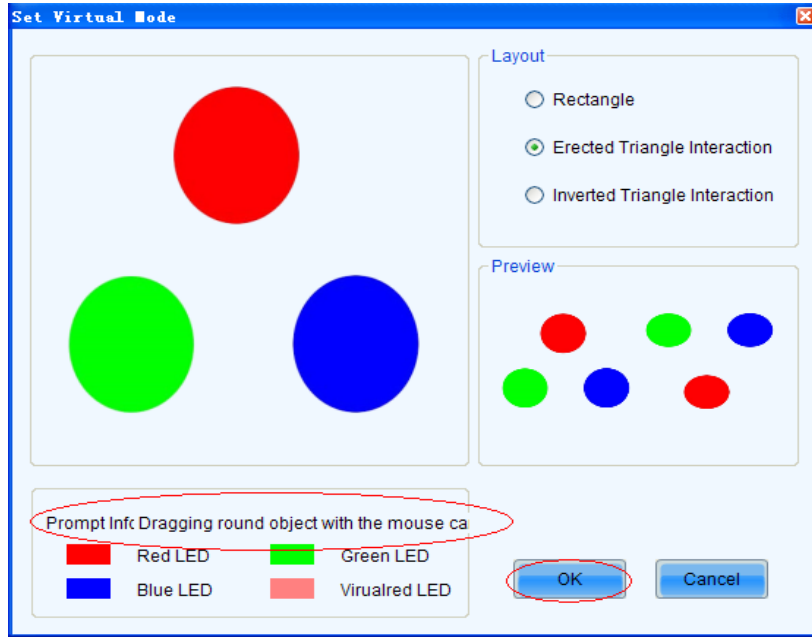 Set Virtual Mode
Layout
Rectangle
Erected Triangle Interaction
Inverted Triangle Interaction
Preview
Prompt Info Dragging round object with the mouse ca
Red LED
Green LED
Blue LED
Virualred LED
OK
Cancel